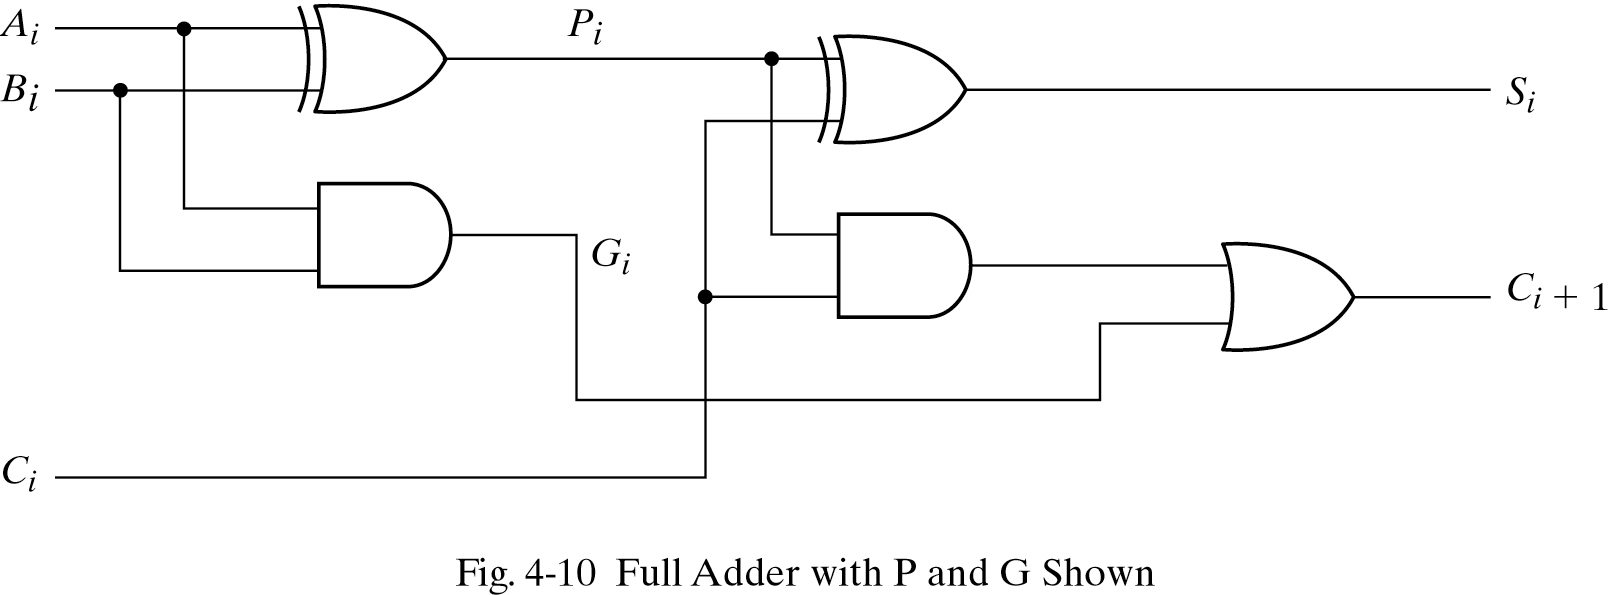 A_i
P_i
B_i
S_i
G_i
C_i + 1
C_i
Fig. 4-10 Full Adder with P and G Shown